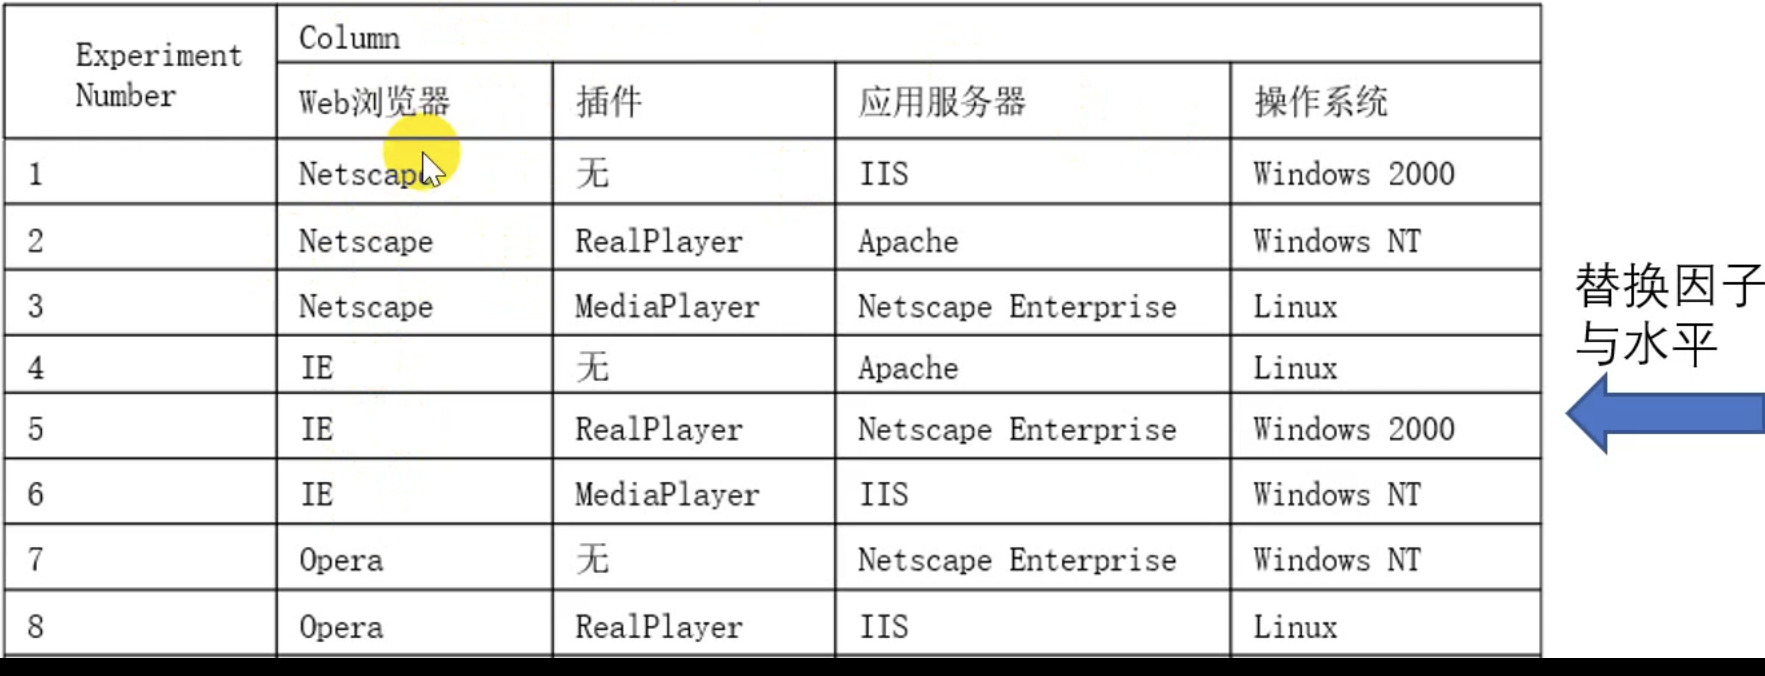 Experiment Number
Column
Web浏览器 插件 应用服务器 操作系统
1 Netscape 无 IIS Windows 2000
2 Netscape RealPlayer Apache Windows NT
3 Netscape MediaPlayer Netscape Enterprise Linux
4 IE 无 Apache Linux
5 IE RealPlayer Netscape Enterprise Windows 2000
6 IE MediaPlayer IIS Windows NT
7 Opera 无 Netscape Enterprise Windows NT
8 Opera RealPlayer IIS Linux
替换因子
与水平